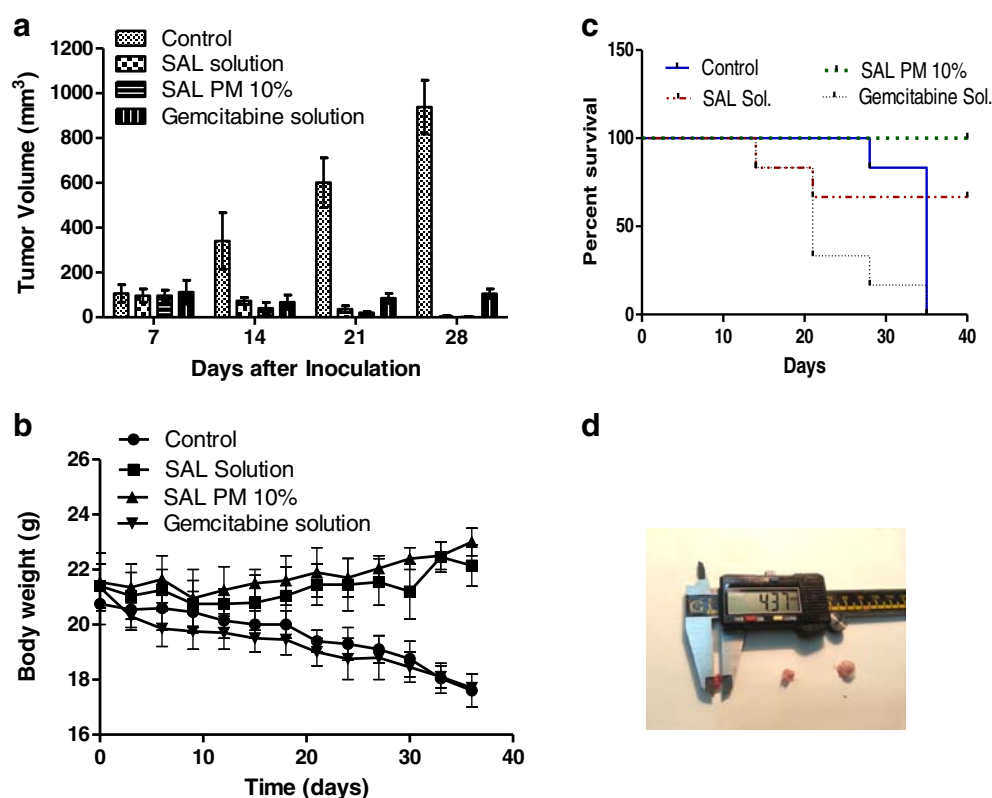 a
Control
SAL solution
SAL PM 10%
Gemcitabine solution
Tumor Volume (mm³)
1200
1000
800
600
400
200
0
7 14 21 28
Days after Inoculation
c
Control
SAL Sol.
SAL PM 10%
Gemcitabine Sol.
Percent survival
150
100
50
0
0 10 20 30 40
Days
b
Control
SAL Solution
SAL PM 10%
Gemcitabine solution
Body weight (g)
26
24
22
20
18
16
0 10 20 30 40
Time (days)
d
4.37